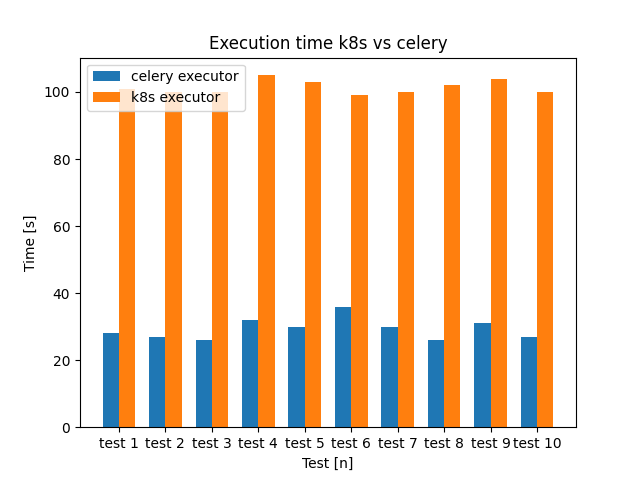 Execution time k8s vs celery
celery executor
k8s executor
100
80
60
40
20
0
Time [s]
test 1 test 2 test 3 test 4 test 5 test 6 test 7 test 8 test 9 test 10
Test [n]